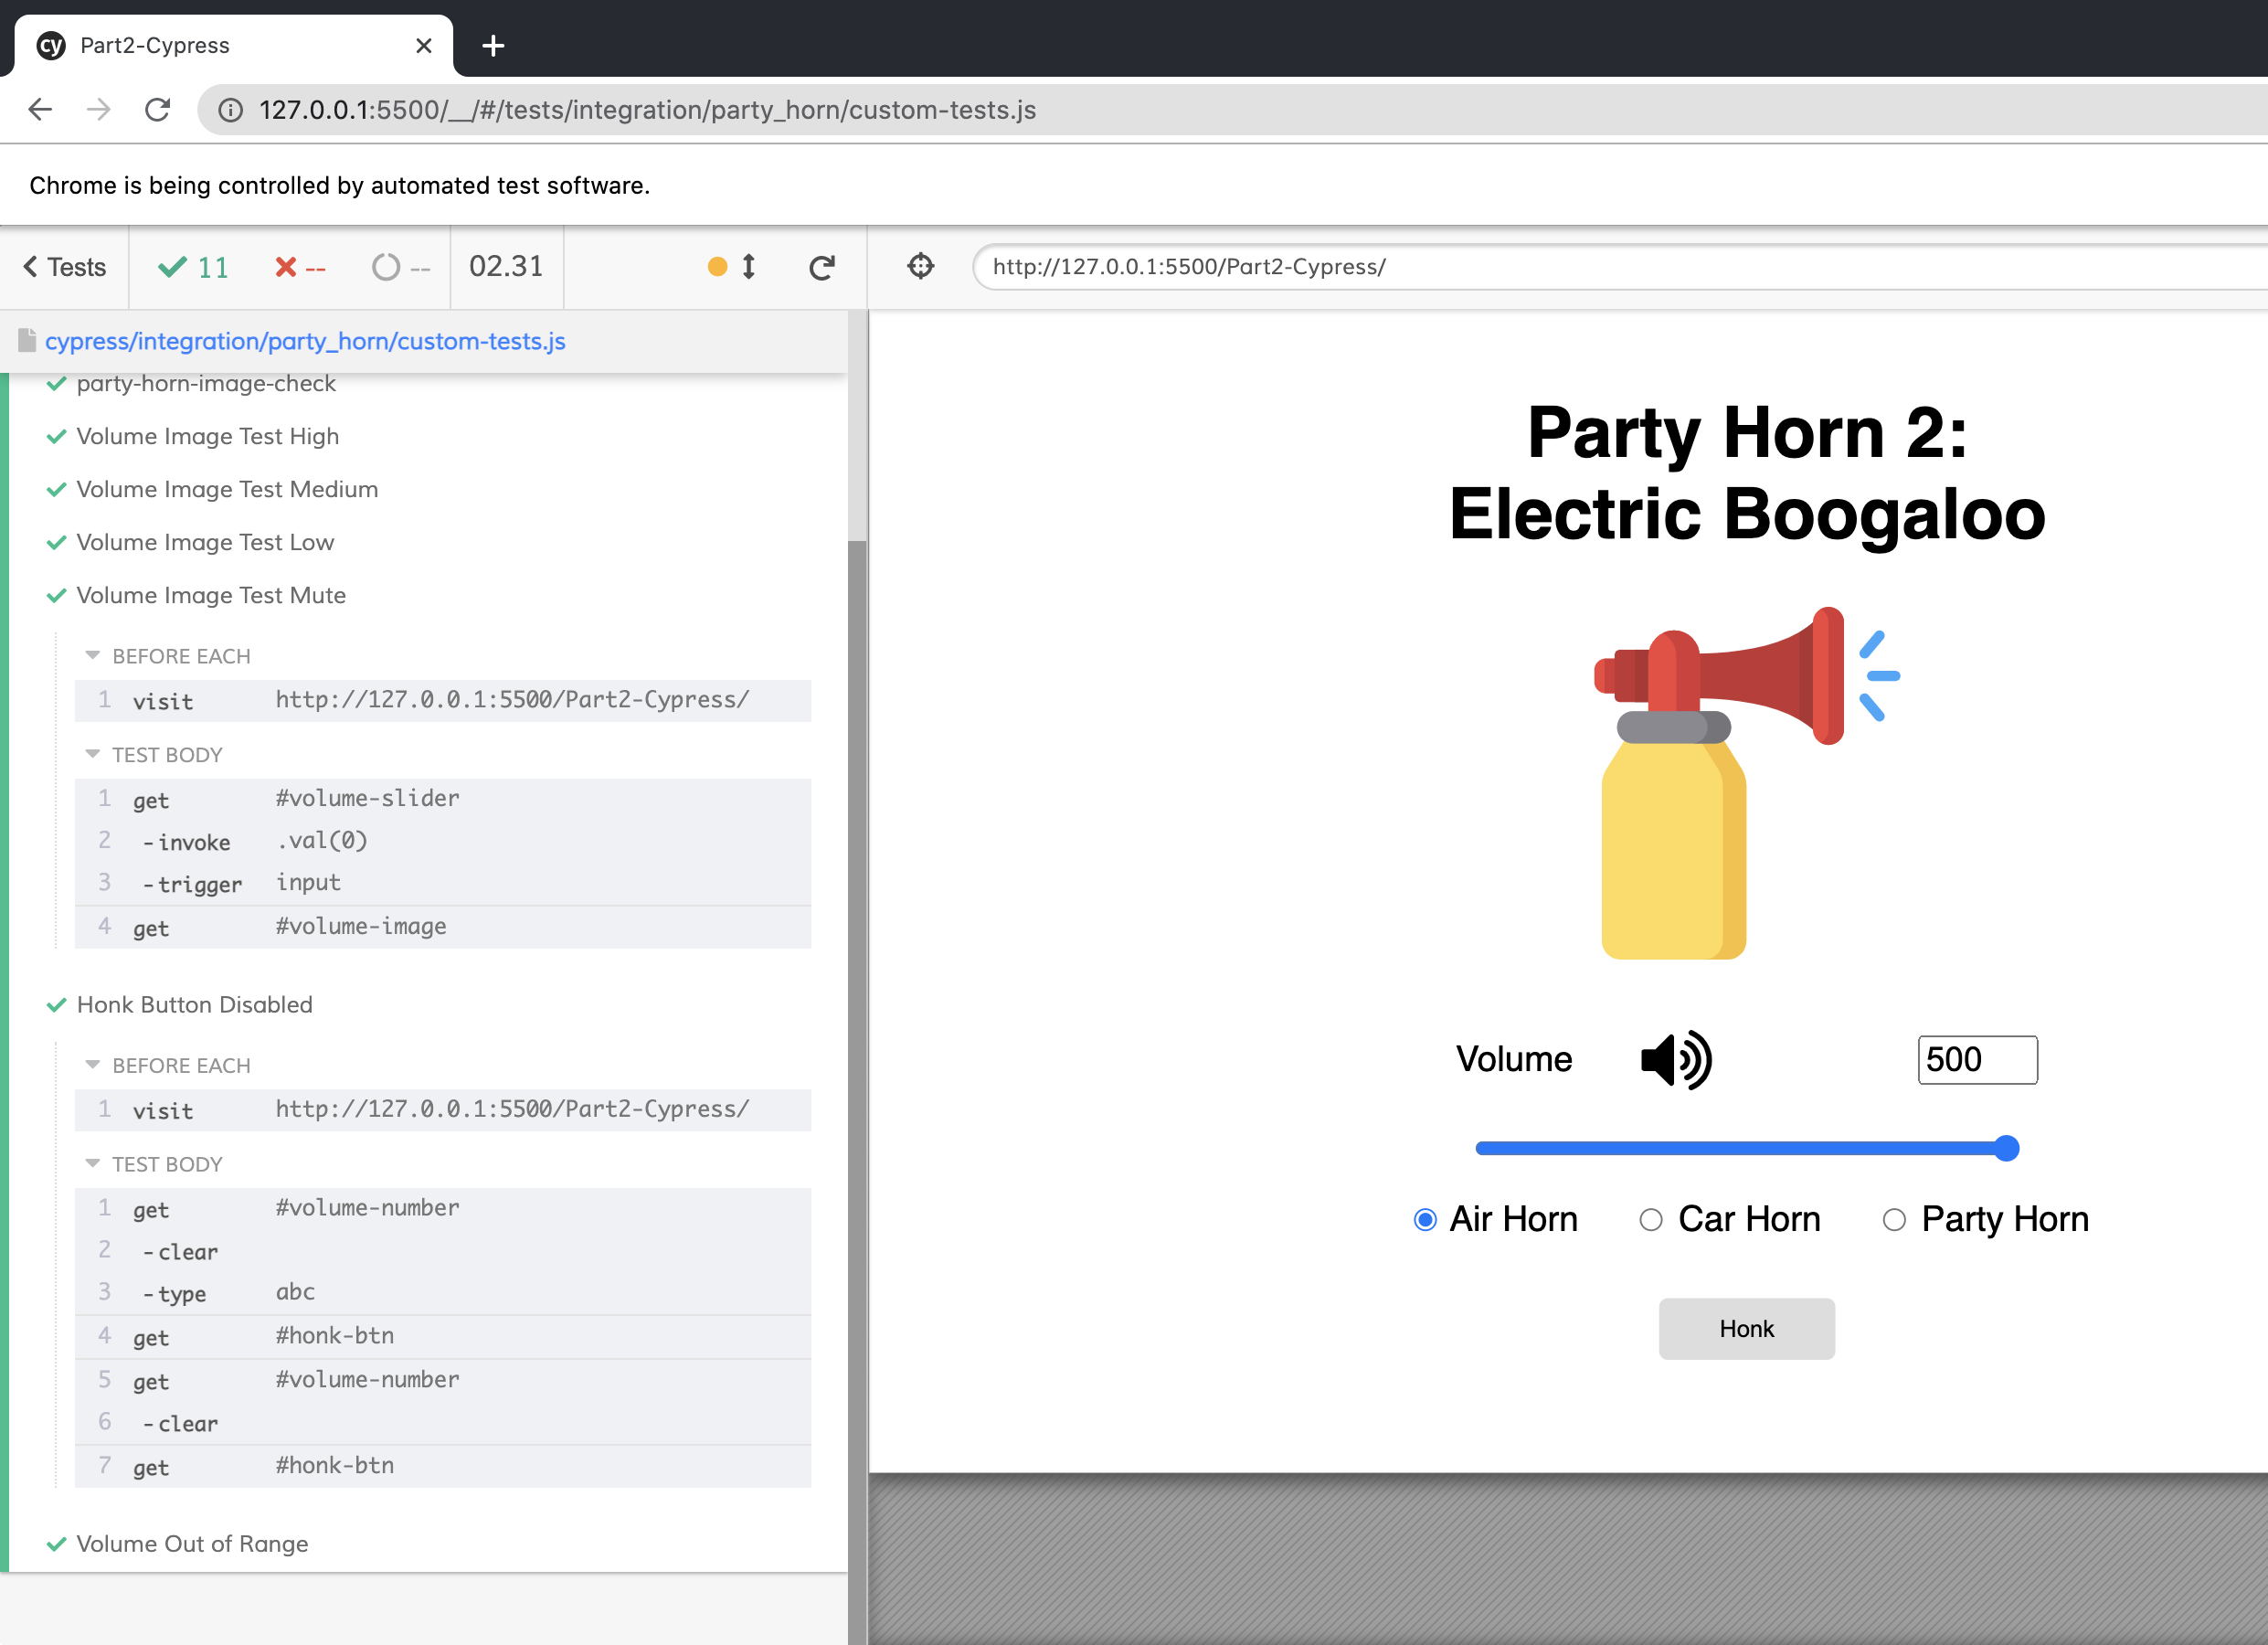 cy Part2-Cypress
127.0.0.1:5500/__/#/tests/integration/party_horn/custom-tests.js
Chrome is being controlled by automated test software.
Tests 11 -- -- 02.31
http://127.0.0.1:5500/Part2-Cypress/
cypress/integration/party_horn/custom-tests.js
party-horn-image-check
Volume Image Test High
Volume Image Test Medium
Volume Image Test Low
Volume Image Test Mute
BEFORE EACH
1 visit http://127.0.0.1:5500/Part2-Cypress/
TEST BODY
1 get #volume-slider
2 -invoke .val(0)
3 -trigger input
4 get #volume-image
Honk Button Disabled
BEFORE EACH
1 visit http://127.0.0.1:5500/Part2-Cypress/
TEST BODY
1 get #volume-number
2 -clear
3 -type abc
4 get #honk-btn
5 get #volume-number
6 -clear
7 get #honk-btn
Volume Out of Range
Party Horn 2:
Electric Boogaloo
Volume 500
Air Horn Car Horn Party Horn
Honk